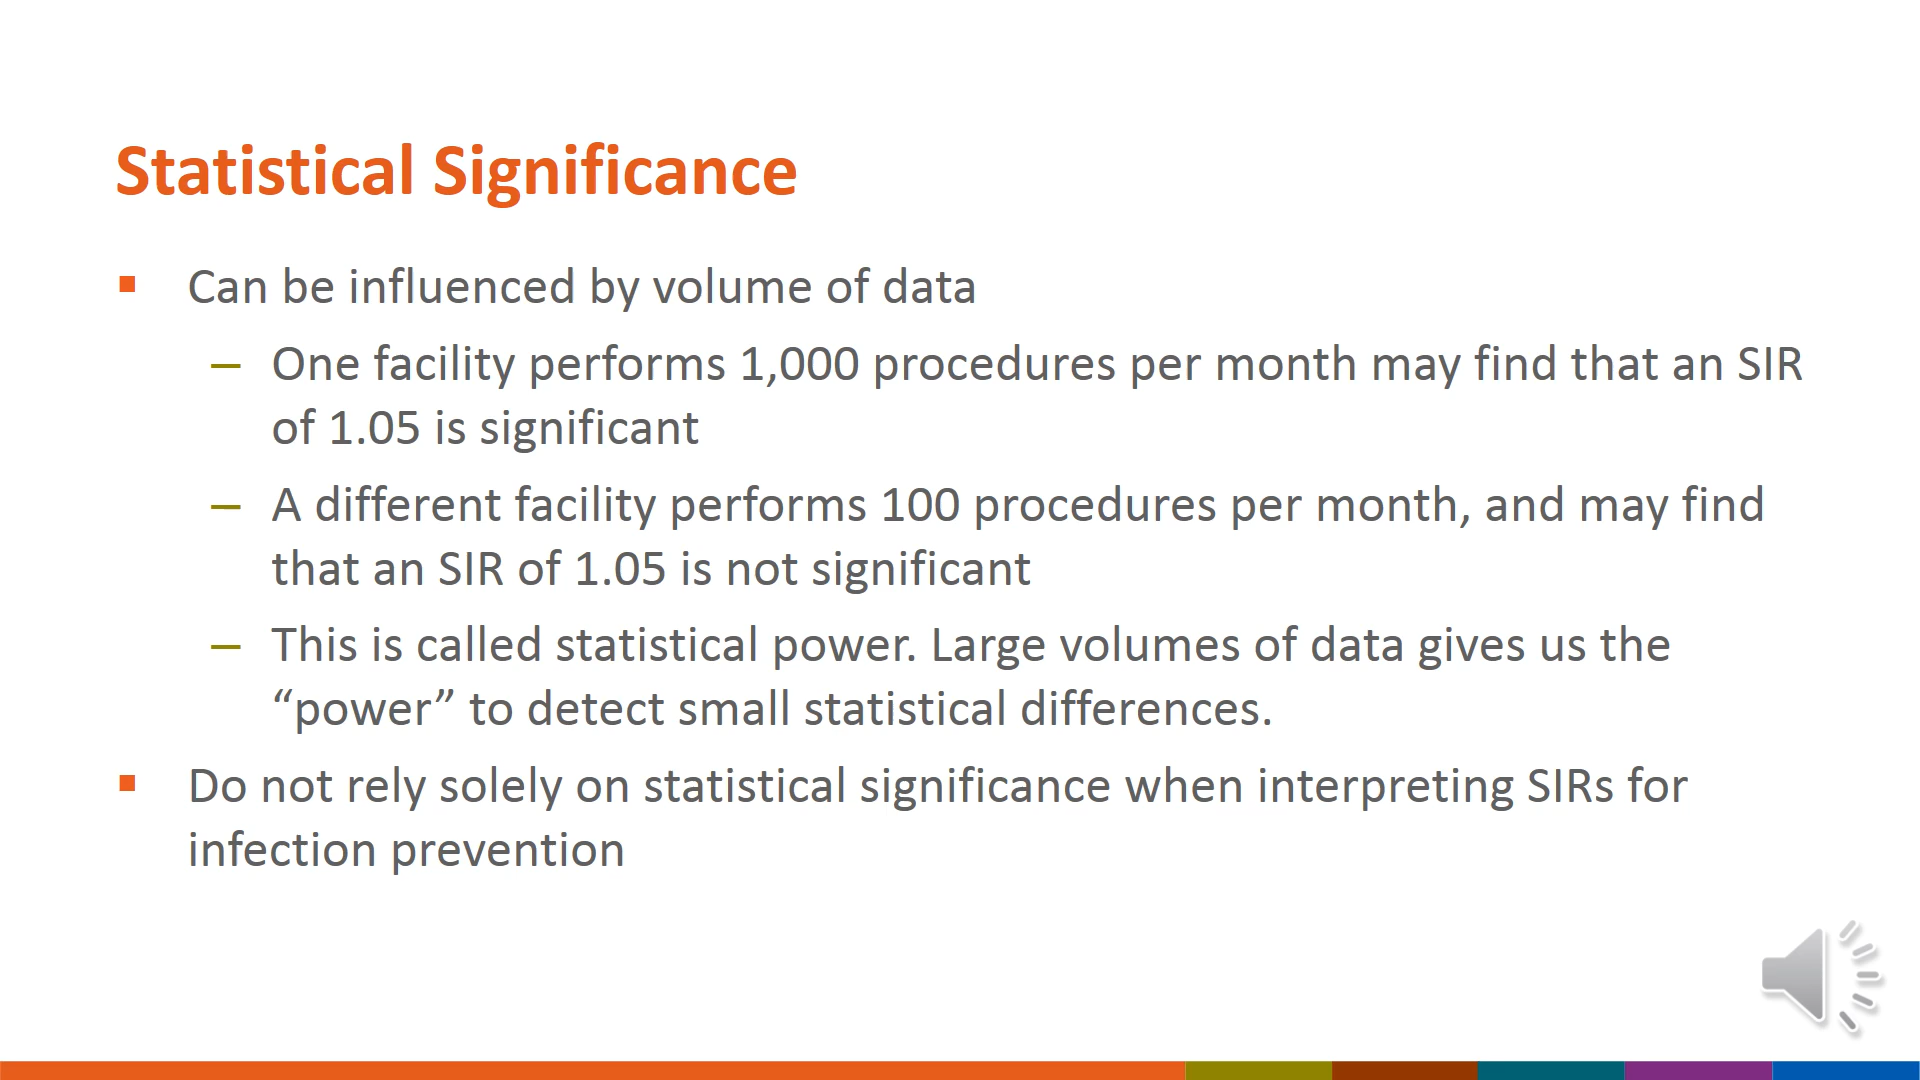 Statistical Significance
▪ Can be influenced by volume of data
– One facility performs 1,000 procedures per month may find that an SIR
of 1.05 is significant
– A different facility performs 100 procedures per month, and may find
that an SIR of 1.05 is not significant
– This is called statistical power. Large volumes of data gives us the
“power” to detect small statistical differences.
▪ Do not rely solely on statistical significance when interpreting SIRs for
infection prevention